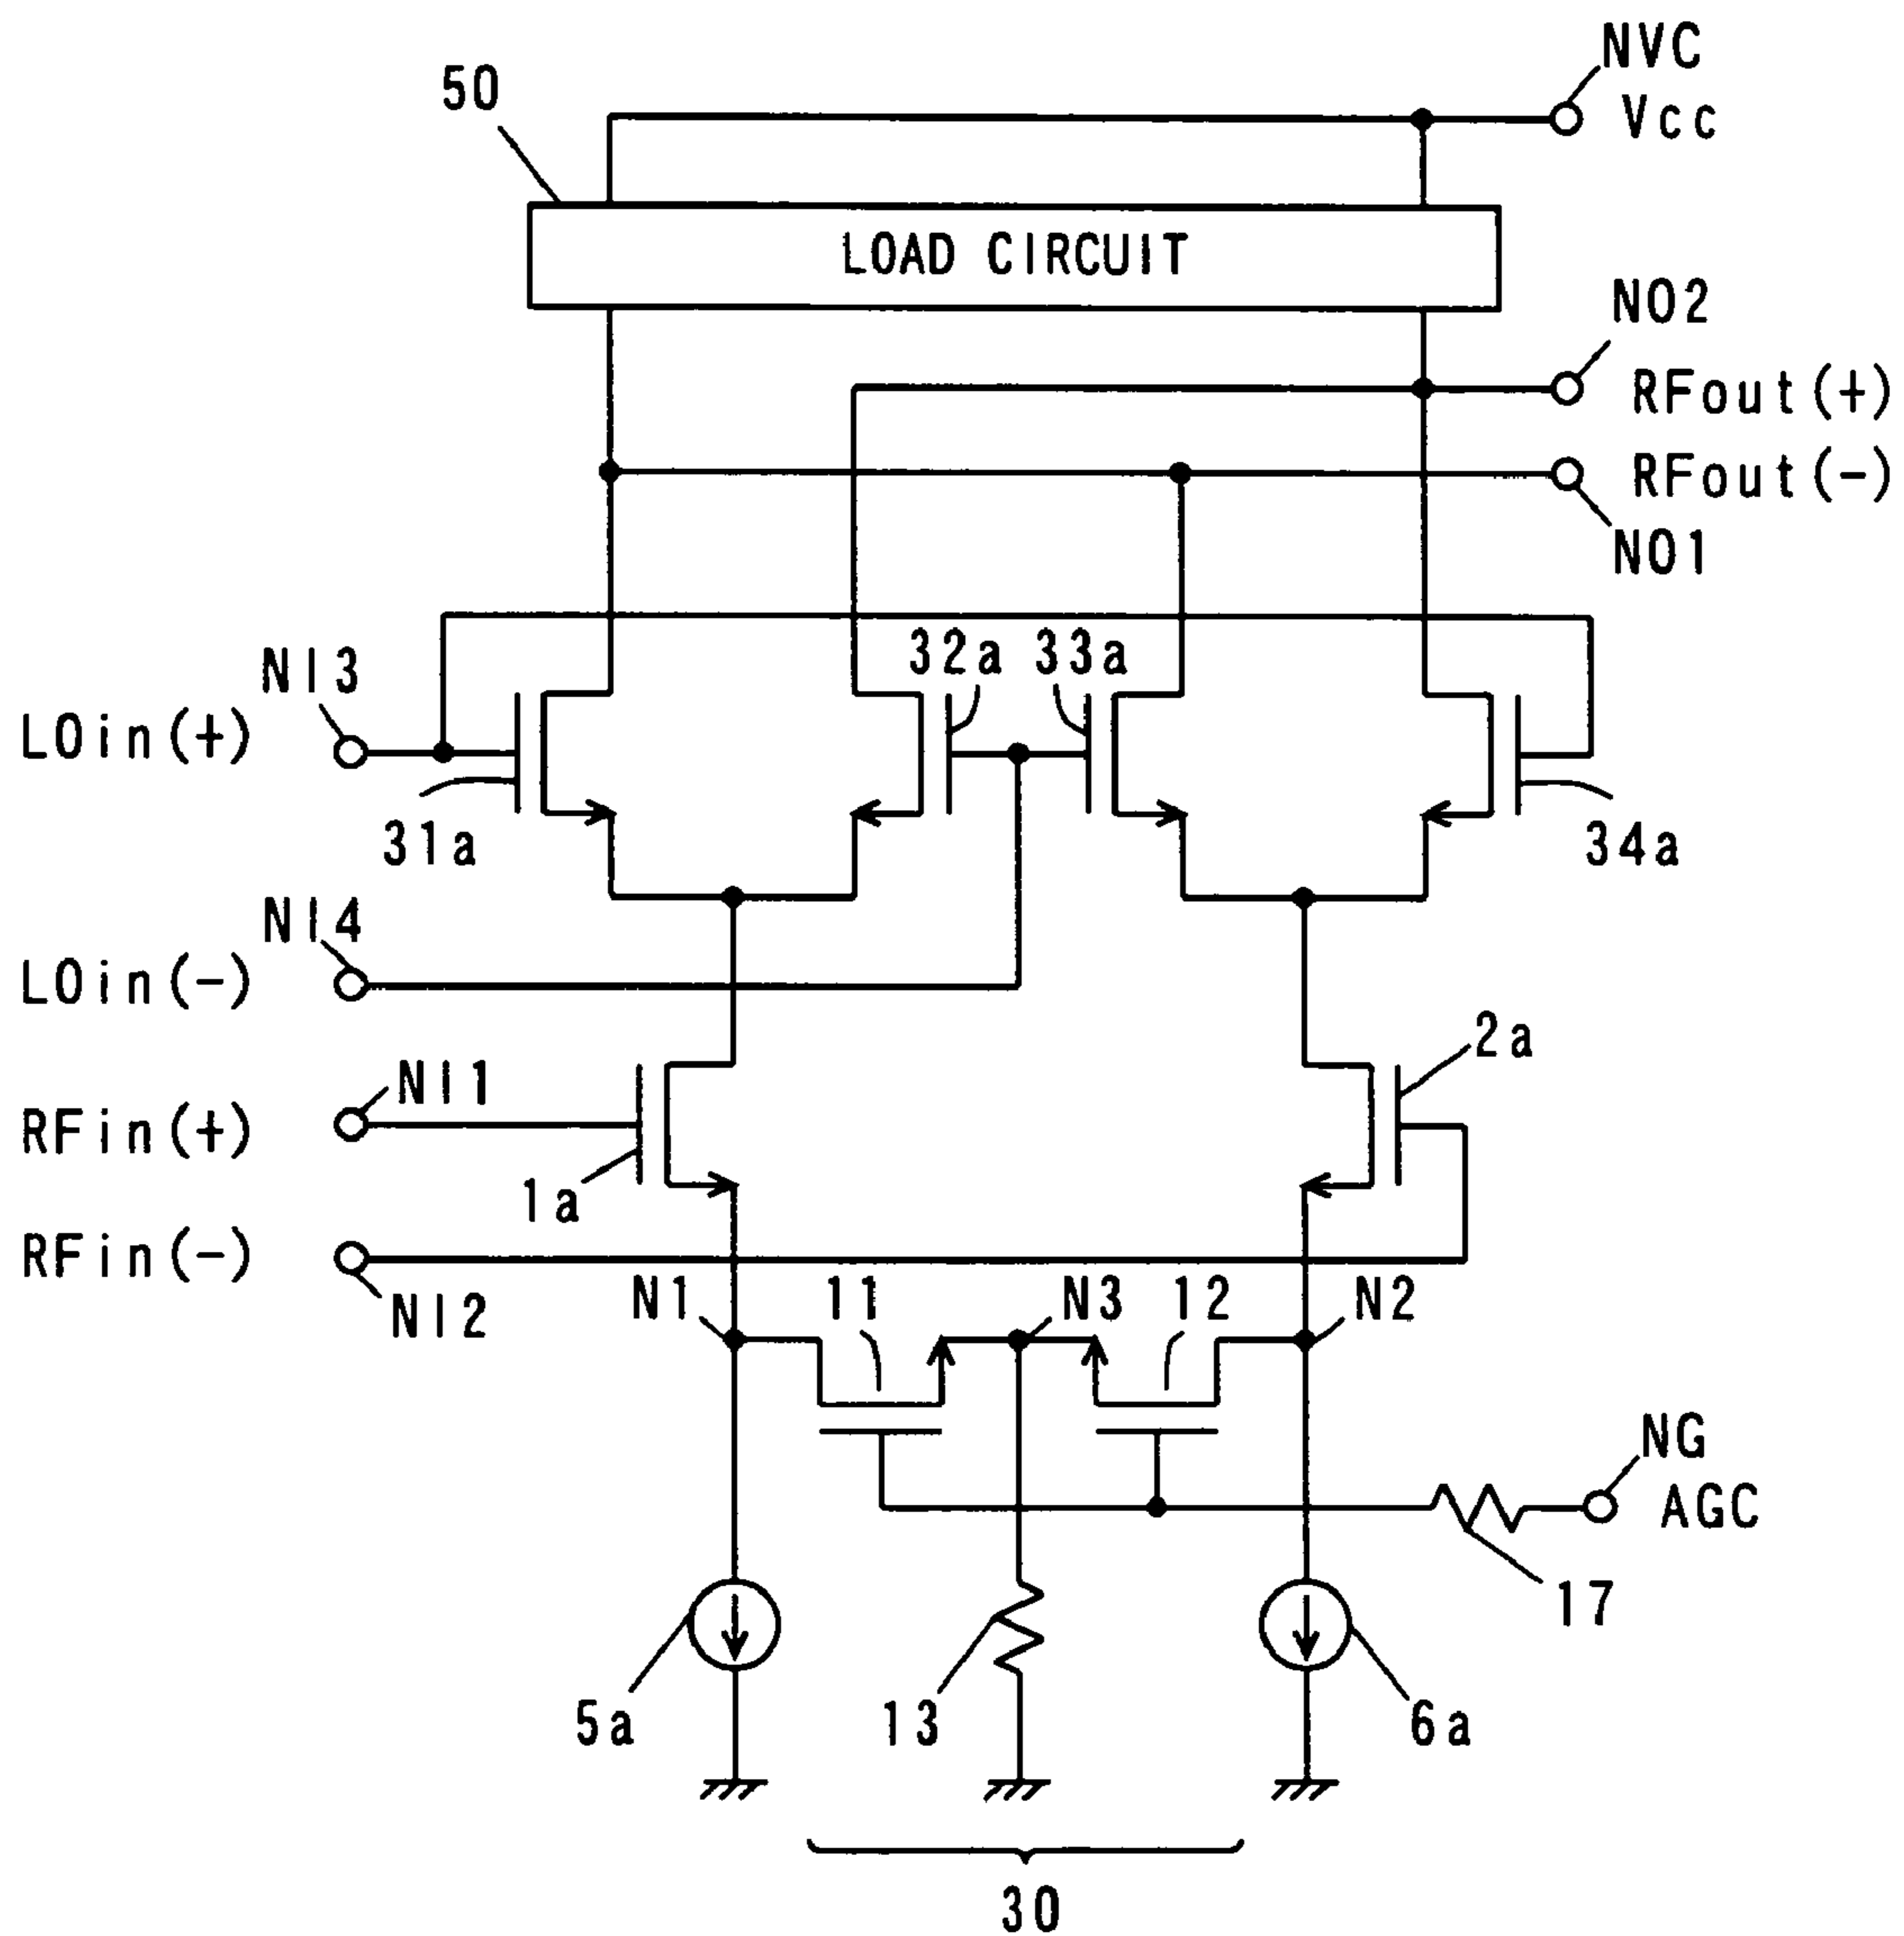 NVC
50
Vcc
LOAD CIRCUIT
NO2
RFout(+)
RFout(-)
NO1
32a 33a
NI3
LOin(+)
31a
34a
NI4
LOin(-)
2a
NI1
RFin(+)
1a
RFin(-)
NI2
N1
11
N3
12
N2
NG
AGC
17
5a
13
6a
30